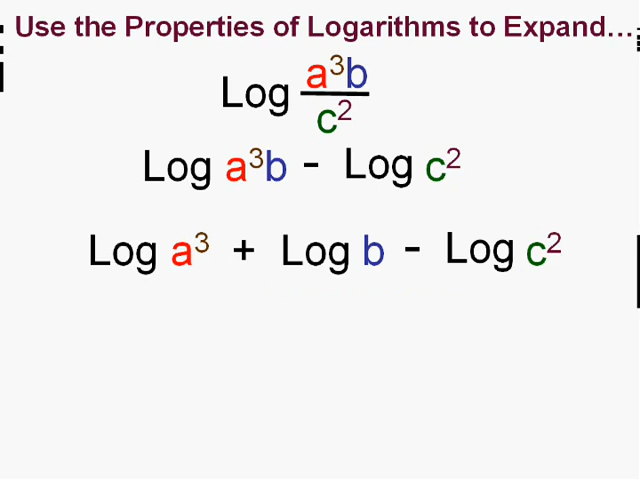 Use the Properties of Logarithms to Expand…
Log a³b / c²
Log a³b - Log c²
Log a³ + Log b - Log c²